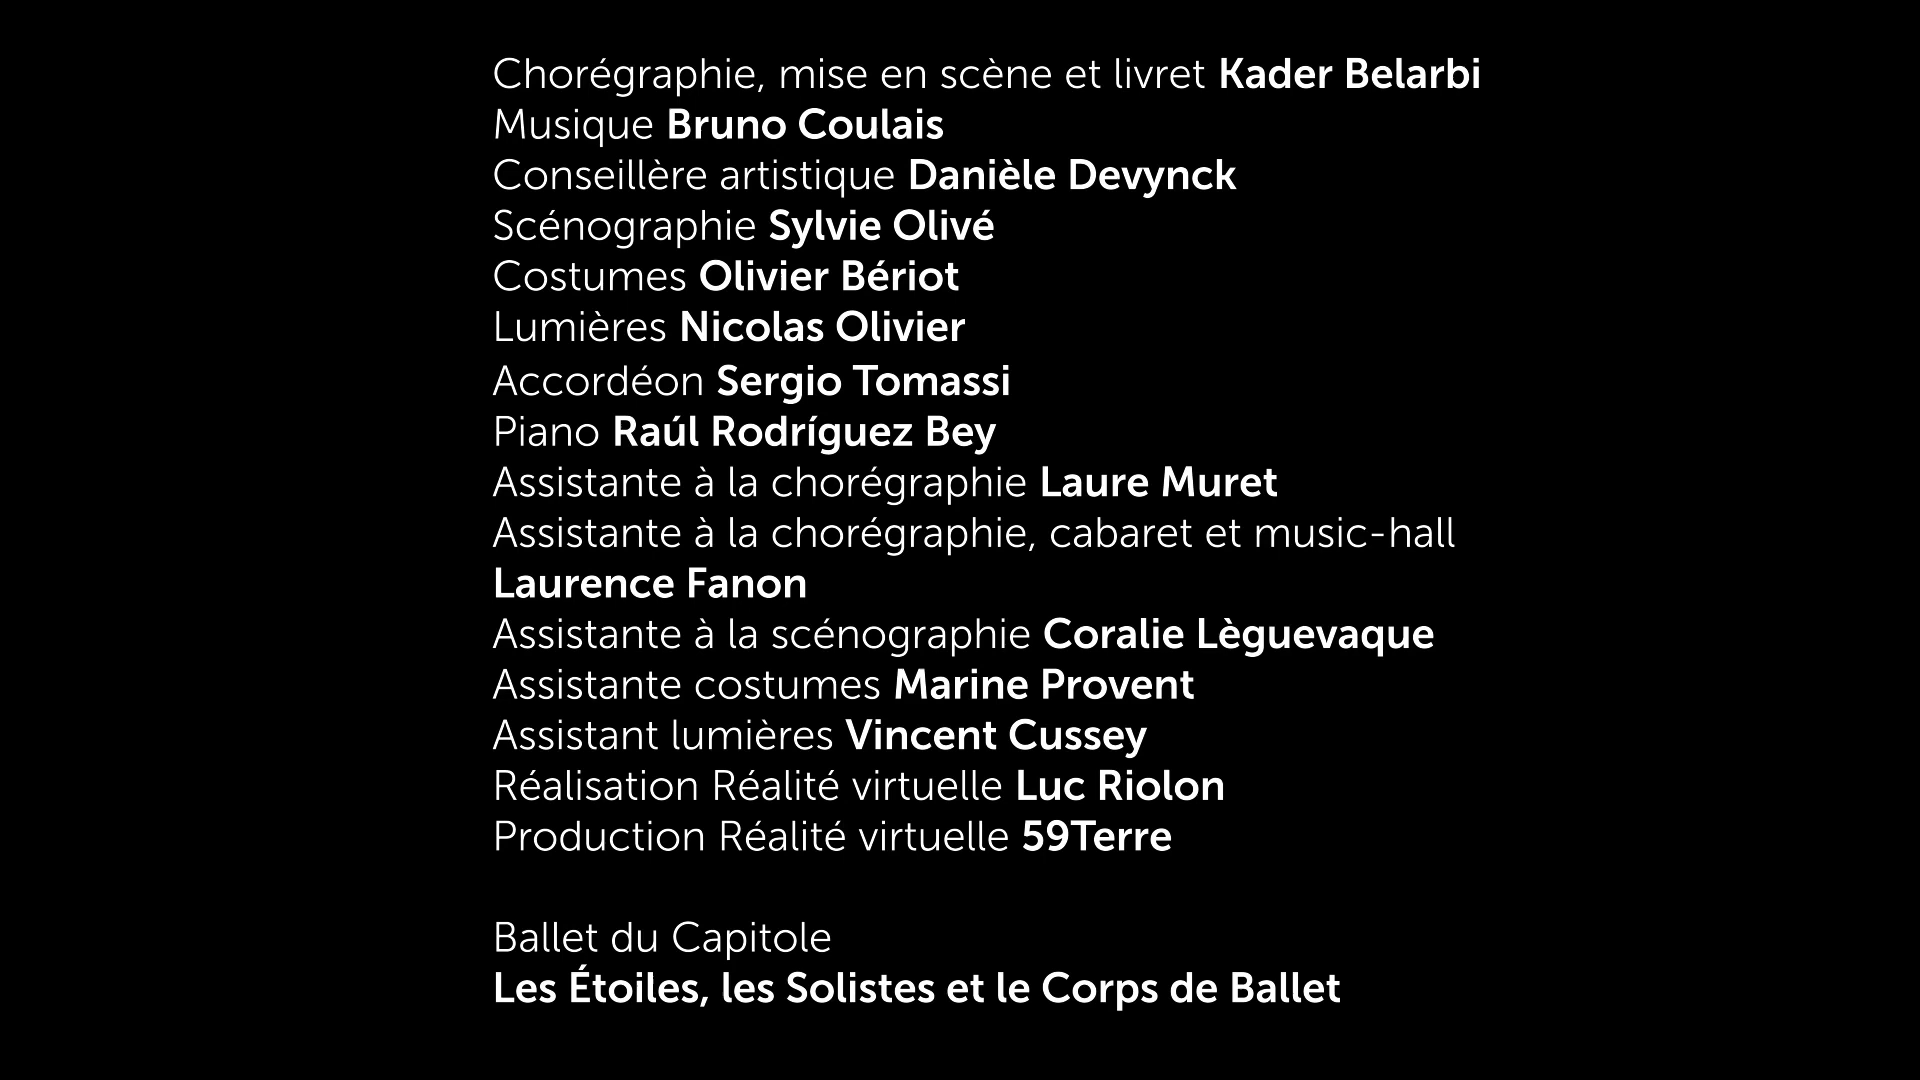 Chorégraphie, mise en scène et livret Kader Belarbi
Musique Bruno Coulais
Conseillère artistique Danièle Devynck
Scénographie Sylvie Olivé
Costumes Olivier Bériot
Lumières Nicolas Olivier
Accordéon Sergio Tomassi
Piano Raúl Rodríguez Bey
Assistante à la chorégraphie Laure Muret
Assistante à la chorégraphie, cabaret et music-hall
Laurence Fanon
Assistante à la scénographie Coralie Lèguevaque
Assistante costumes Marine Provent
Assistant lumières Vincent Cussey
Réalisation Réalité virtuelle Luc Riolon
Production Réalité virtuelle 59Terre
Ballet du Capitole
Les Étoiles, les Solistes et le Corps de Ballet